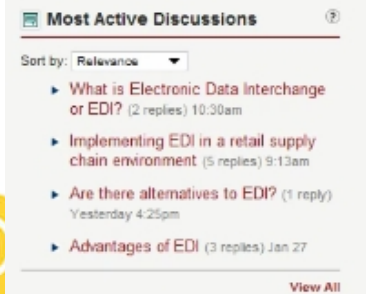 Most Active Discussions ?
Sort by: Relevance
What is Electronic Data Interchange
or EDI? (2 replies) 10:30am
Implementing EDI in a retail supply
chain environment (5 replies) 9:13am
Are there alternatives to EDI? (1 reply)
Yesterday 4:25pm
Advantages of EDI (3 replies) Jan 27
View All